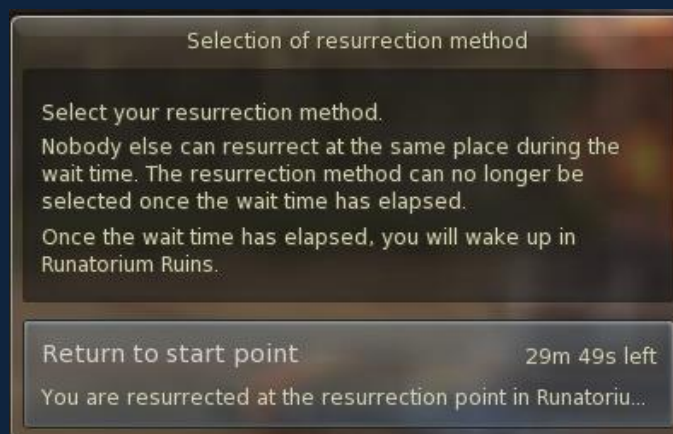 Selection of resurrection method
Select your resurrection method.
Nobody else can resurrect at the same place during the
wait time. The resurrection method can no longer be
selected once the wait time has elapsed.
Once the wait time has elapsed, you will wake up in
Runatorium Ruins.
Return to start point
29m 49s left
You are resurrected at the resurrection point in Runatoriu...